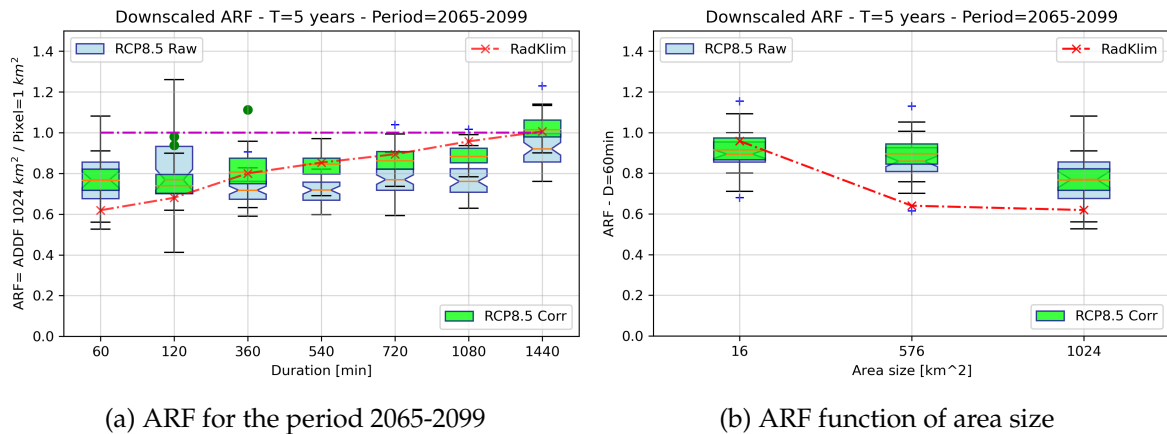 Downscaled ARF - T=5 years - Period=2065-2099
ARF= ADDF 1024 km² / Pixel=1 km²
1.4
1.2
1.0
0.8
0.6
0.4
0.2
0.0
RCP8.5 Raw
RadKlim
RCP8.5 Corr
60 120 360 540 720 1080 1440
Duration [min]
(a) ARF for the period 2065-2099
Downscaled ARF - T=5 years - Period=2065-2099
ARF - D=60min
1.4
1.2
1.0
0.8
0.6
0.4
0.2
0.0
RCP8.5 Raw
RadKlim
RCP8.5 Corr
16 576 1024
Area size [km^2]
(b) ARF function of area size